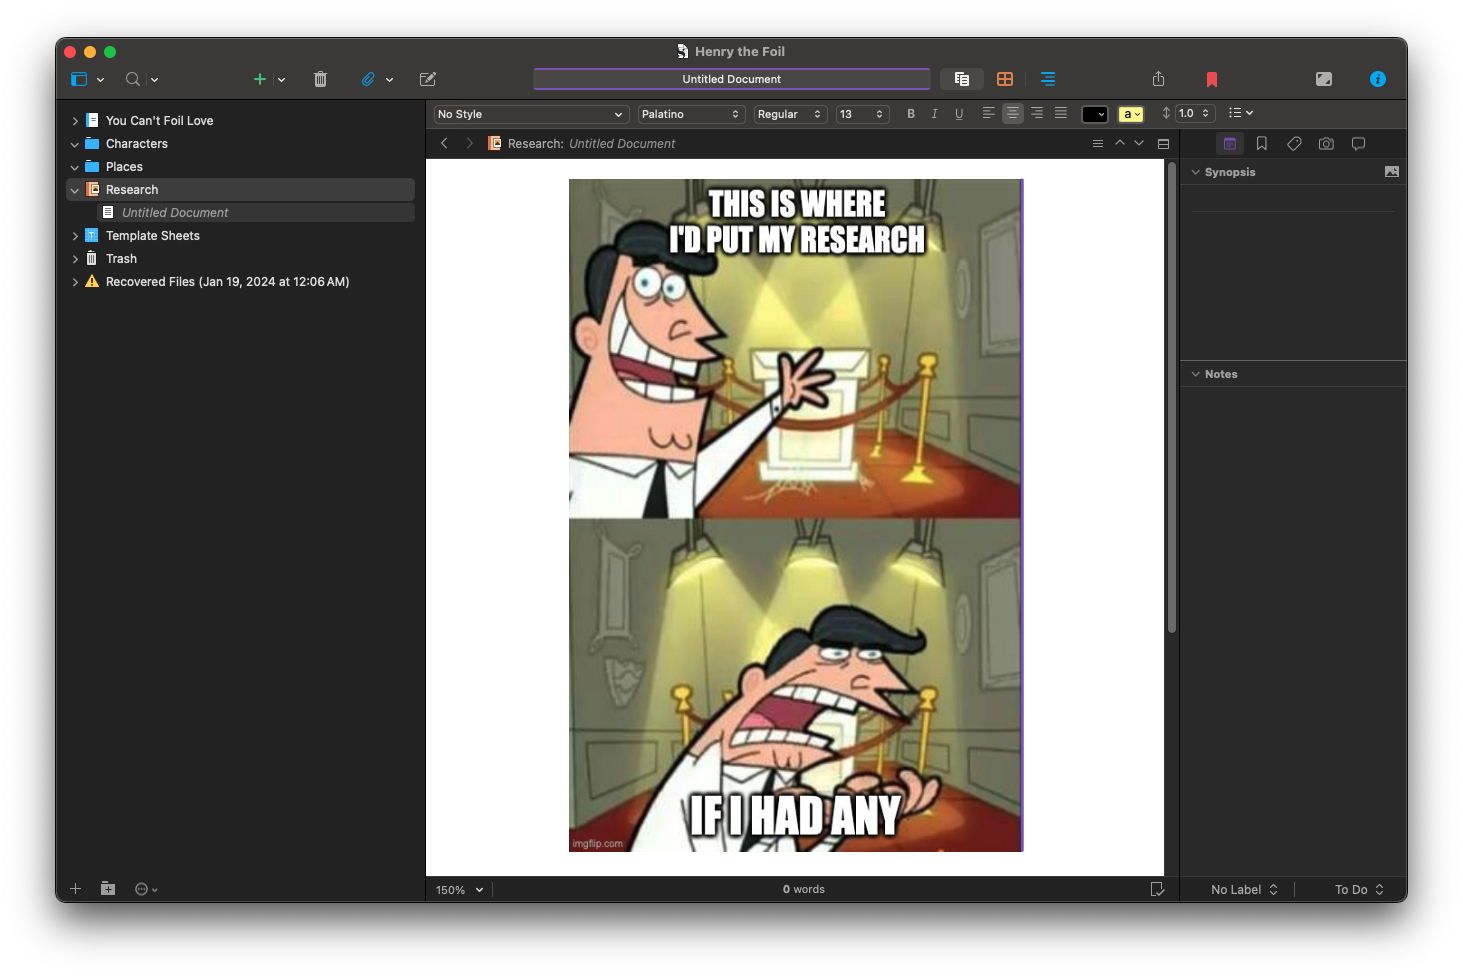 Henry the Foil
Untitled Document
No Style
Palatino
Regular
13
B I U
a
1.0
You Can't Foil Love
Characters
Places
Research
Untitled Document
Template Sheets
Trash
Recovered Files (Jan 19, 2024 at 12:06 AM)
Research: Untitled Document
THIS IS WHERE
I'D PUT MY RESEARCH
IF I HAD ANY
imgflip.com
Synopsis
Notes
150%
0 words
No Label
To Do